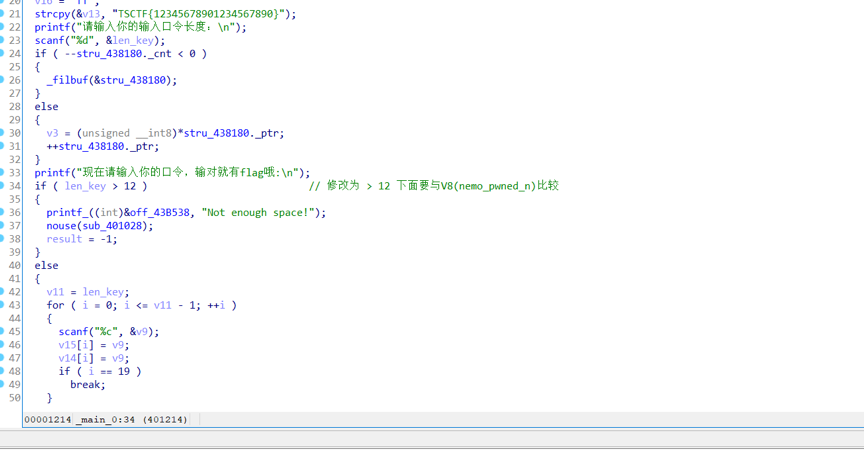 21 strcpy(&v13, "TSCTF{12345678901234567890}");
22 printf("请输入你的输入口令长度：\n");
23 scanf("%d", &len_key);
24 if ( --stru_438180._cnt < 0 )
25 {
26 _filbuf(&stru_438180);
27 }
28 else
29 {
30 v3 = (unsigned __int8)*stru_438180._ptr;
31 ++stru_438180._ptr;
32 }
33 printf("现在请输入你的口令，输对就有flag哦:\n");
34 if ( len_key > 12 ) // 修改为 > 12 下面要与V8(nemo_pwned_n)比较
35 {
36 printf_((int)&off_43B538, "Not enough space!");
37 nouse(sub_401028);
38 result = -1;
39 }
40 else
41 {
42 v11 = len_key;
43 for ( i = 0; i <= v11 - 1; ++i )
44 {
45 scanf("%c", &v9);
46 v15[i] = v9;
47 v14[i] = v9;
48 if ( i == 19 )
49 break;
50 }
00001214 _main_0:34 (401214)